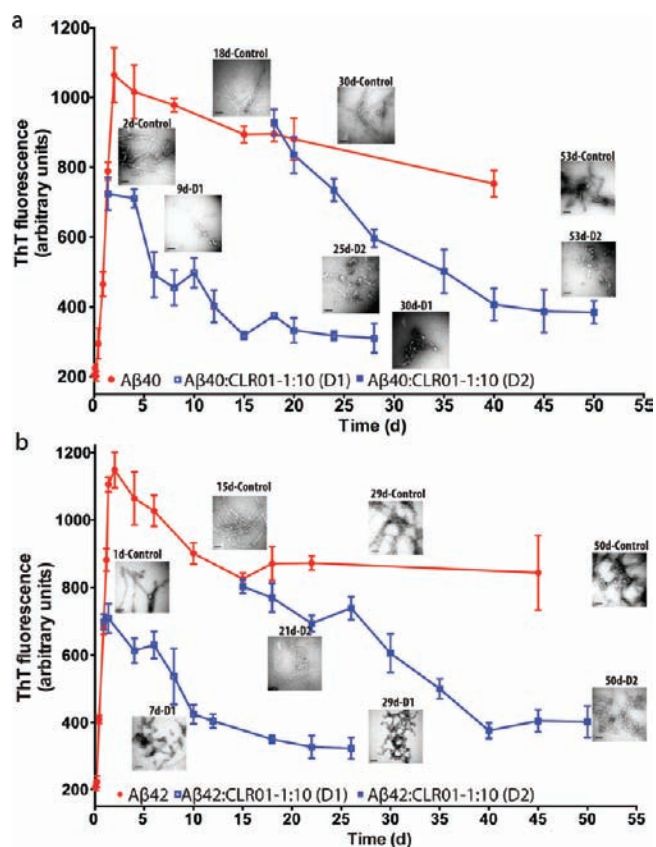 a
1200
1000
800
600
400
200
ThT fluorescence
(arbitrary units)
18d-Control
30d-Control
2d-Control
53d-Control
9d-D1
25d-D2
53d-D2
30d-D1
Aβ40 Aβ40:CLR01-1:10 (D1) Aβ40:CLR01-1:10 (D2)
0 5 10 15 20 25 30 35 40 45 50 55
Time (d)
b
1200
1000
800
600
400
200
ThT fluorescence
(arbitrary units)
15d-Control
29d-Control
1d-Control
50d-Control
21d-D2
7d-D1
29d-D1
50d-D2
Aβ42 Aβ42:CLR01-1:10 (D1) Aβ42:CLR01-1:10 (D2)
0 5 10 15 20 25 30 35 40 45 50 55
Time (d)